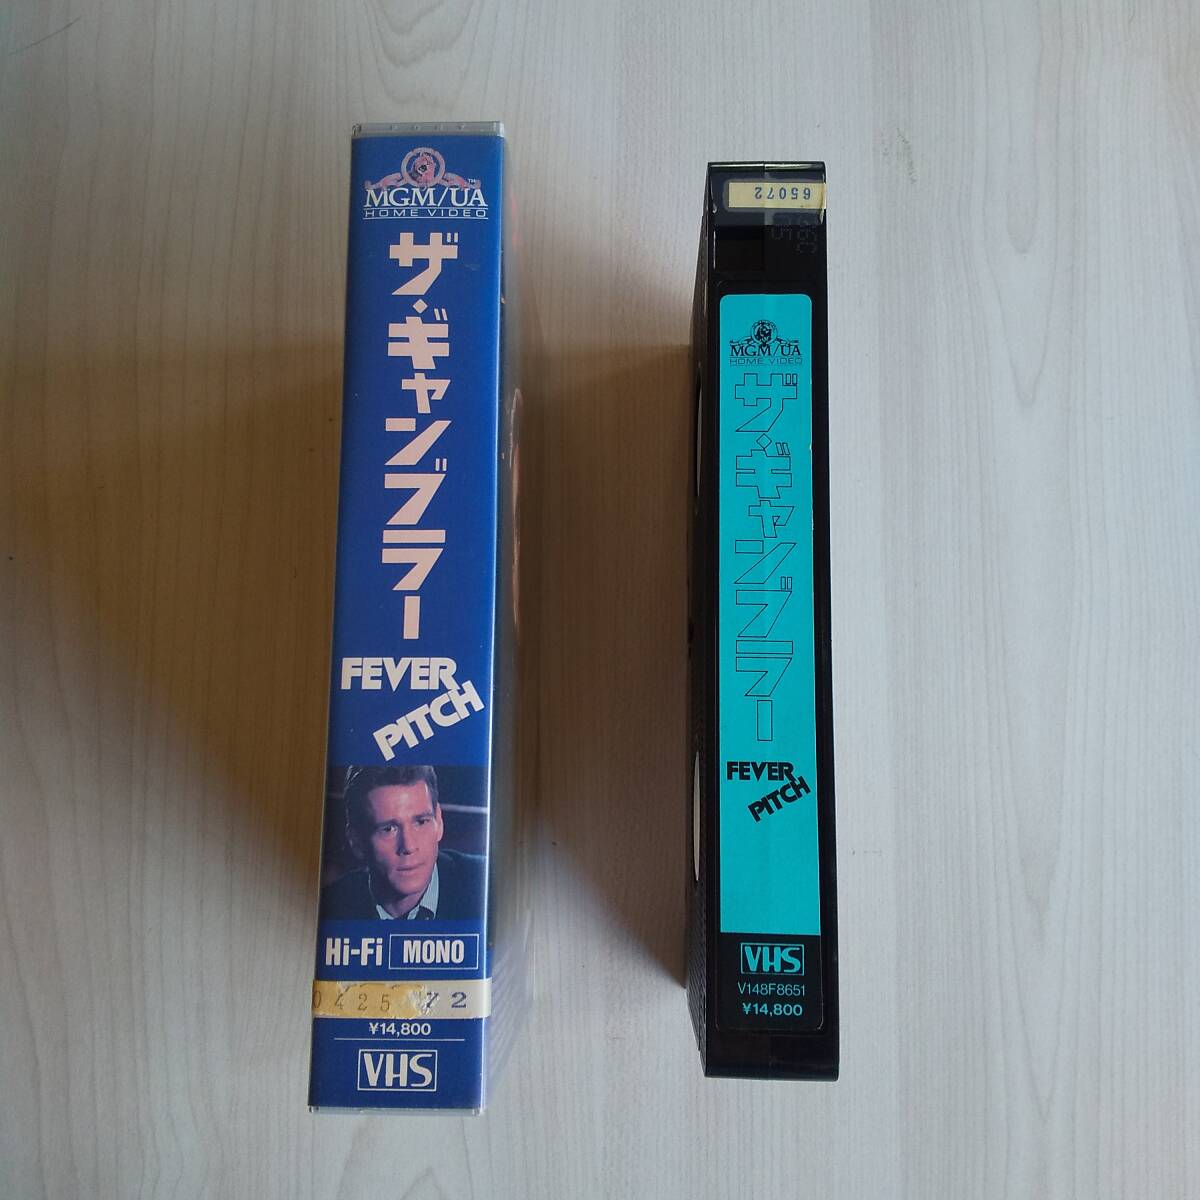 MGM/UA
HOME VIDEO
ザ・ギャンブラー
FEVER
PITCH
Hi-Fi MONO
¥14,800
VHS
65072
MGM/UA
HOME VIDEO
ザ・ギャンブラー
FEVER
PITCH
VHS
V148F8651
¥14,800